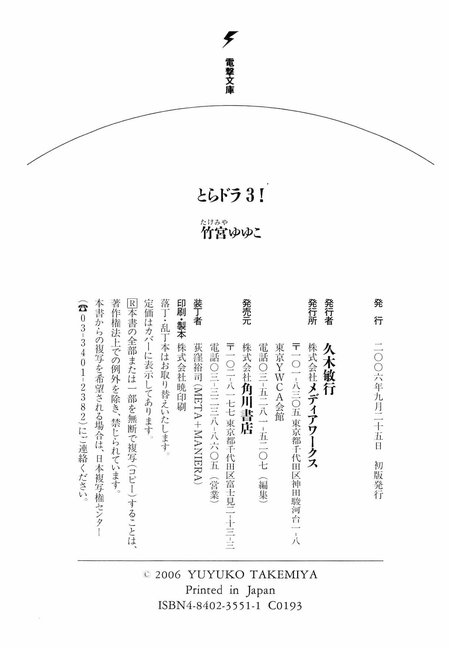 電撃文庫
とらドラ3!
たけみや
竹宮ゆゆこ
発行 二〇〇六年九月二十五日 初版発行
発行者 久木敏行
発行所 株式会社メディアワークス
〒一〇一-八三〇五 東京都千代田区神田駿河台一-八
東京YWCA会館
電話〇三-五二八一-五二〇七(編集)
発売元 株式会社角川書店
〒一〇二-八一七七 東京都千代田区富士見二-十三-三
電話〇三-三二三八-八六〇五(営業)
装丁者 荻窪裕司(META+MANIERA)
印刷・製本 株式会社暁印刷
落丁・乱丁本はお取り替えいたします。
定価はカバーに表示してあります。
R本書の全部または一部を無断で複写(コピー)することは、
著作権法上での例外を除き、禁じられています。
本書からの複写を希望される場合は、日本複写権センター
(☎03-3401-2382)にご連絡ください。
© 2006 YUYUKO TAKEMIYA
Printed in Japan
ISBN4-8402-3551-1 C0193